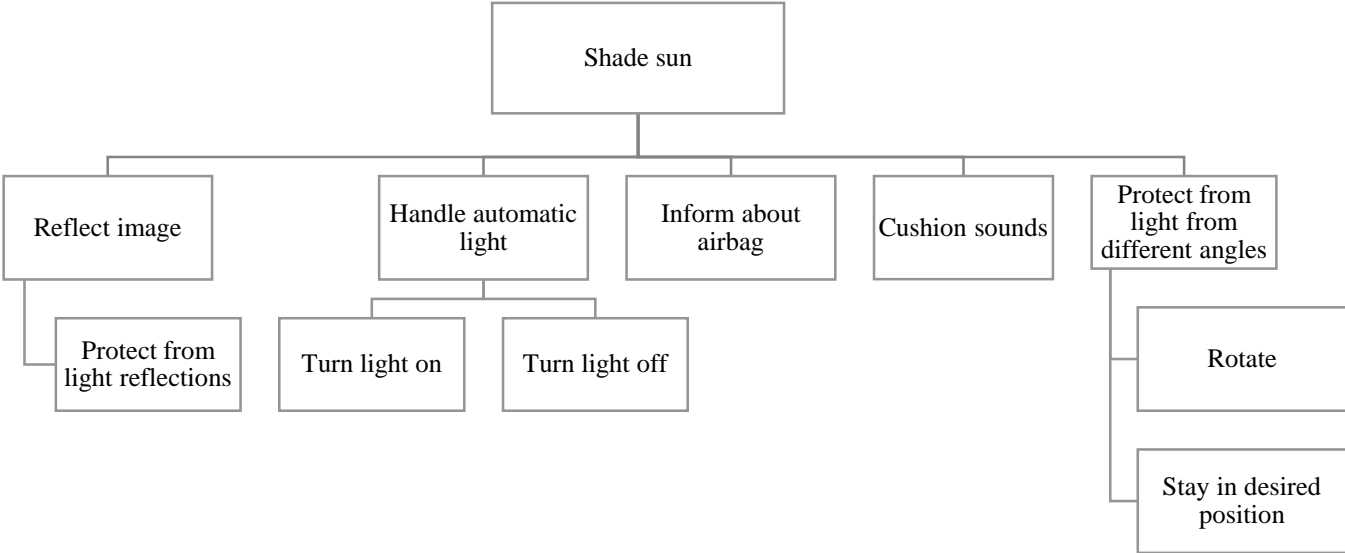 Shade sun
Reflect image
Handle automatic
light
Inform about
airbag
Cushion sounds
Protect from
light from
different angles
Protect from
light reflections
Turn light on
Turn light off
Rotate
Stay in desired
position